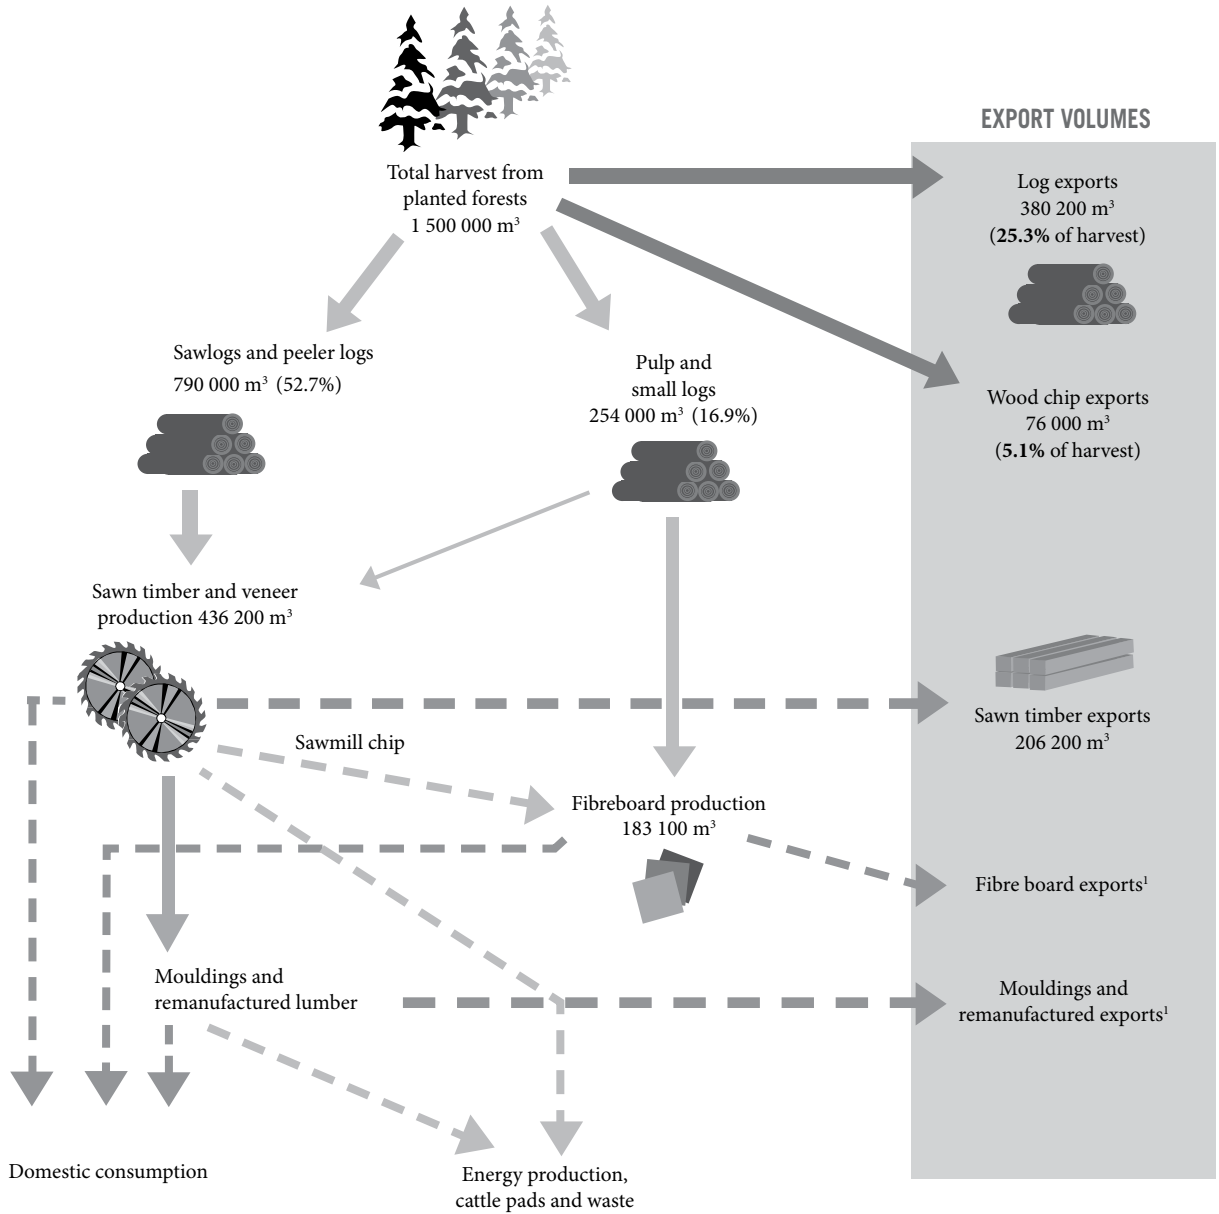 EXPORT VOLUMES
Total harvest from
planted forests
1 500 000 m³
Log exports
380 200 m³
(25.3% of harvest)
Sawlogs and peeler logs
790 000 m³ (52.7%)
Pulp and
small logs
254 000 m³ (16.9%)
Wood chip exports
76 000 m³
(5.1% of harvest)
Sawn timber and veneer
production 436 200 m³
Sawn timber exports
206 200 m³
Sawmill chip
Fibreboard production
183 100 m³
Fibre board exports¹
Mouldings and
remanufactured lumber
Mouldings and
remanufactured exports¹
Domestic consumption
Energy production,
cattle pads and waste